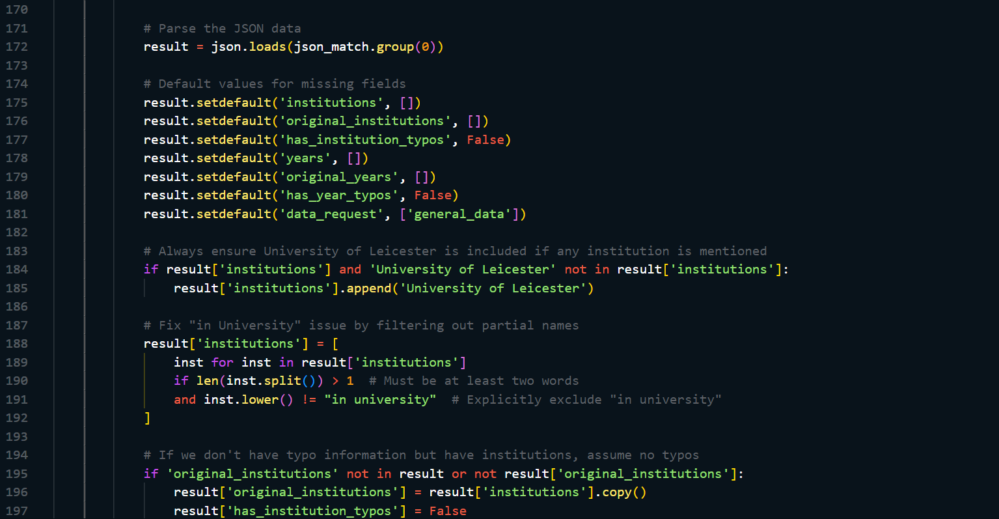 170
171 # Parse the JSON data
172 result = json.loads(json_match.group(0))
173
174 # Default values for missing fields
175 result.setdefault('institutions', [])
176 result.setdefault('original_institutions', [])
177 result.setdefault('has_institution_typos', False)
178 result.setdefault('years', [])
179 result.setdefault('original_years', [])
180 result.setdefault('has_year_typos', False)
181 result.setdefault('data_request', ['general_data'])
182
183 # Always ensure University of Leicester is included if any institution is mentioned
184 if result['institutions'] and 'University of Leicester' not in result['institutions']:
185     result['institutions'].append('University of Leicester')
186
187 # Fix "in University" issue by filtering out partial names
188 result['institutions'] = [
189     inst for inst in result['institutions']
190     if len(inst.split()) > 1  # Must be at least two words
191     and inst.lower() != "in university"  # Explicitly exclude "in university"
192 ]
193
194 # If we don't have typo information but have institutions, assume no typos
195 if 'original_institutions' not in result or not result['original_institutions']:
196     result['original_institutions'] = result['institutions'].copy()
197     result['has_institution_typos'] = False